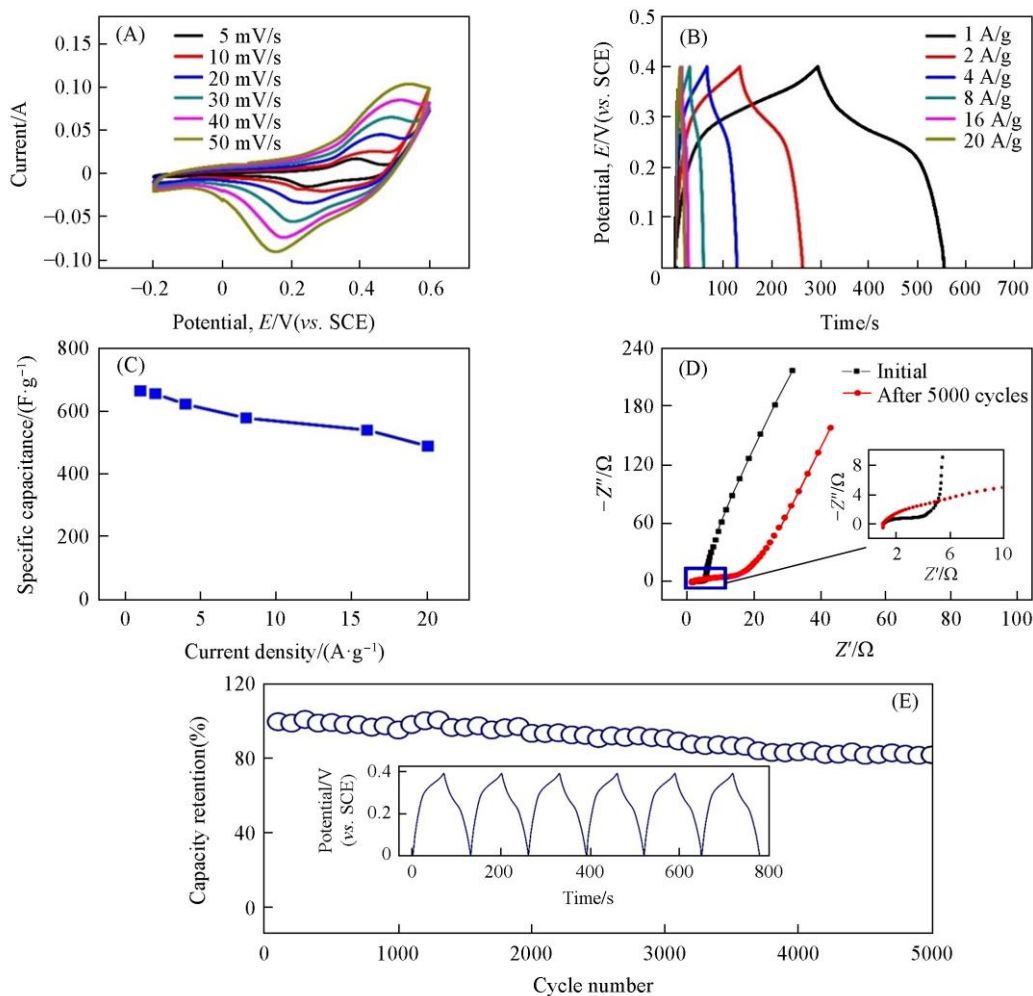 (A)
5 mV/s
10 mV/s
20 mV/s
30 mV/s
40 mV/s
50 mV/s
0.15
0.10
0.05
0
−0.05
−0.10
Current/A
−0.2 0 0.2 0.4 0.6
Potential, E/V(vs. SCE)
(B)
1 A/g
2 A/g
4 A/g
8 A/g
16 A/g
20 A/g
0.5
0.4
0.3
0.2
0.1
0
Potential, E/V(vs. SCE)
100 200 300 400 500 600 700
Time/s
(C)
800
600
400
200
0
Specific capacitance/(F·g⁻¹)
0 5 10 15 20
Current density/(A·g⁻¹)
(D)
Initial
After 5000 cycles
240
180
120
60
0
−Z″/Ω
0 20 40 60 80 100
Z′/Ω
8
4
0
−Z″/Ω
2 6 10
Z′/Ω
(E)
120
80
40
0
Capacity retention(%)
0 1000 2000 3000 4000 5000
Cycle number
0.4
0.2
0
Potential/V
(vs. SCE)
0 200 400 600 800
Time/s